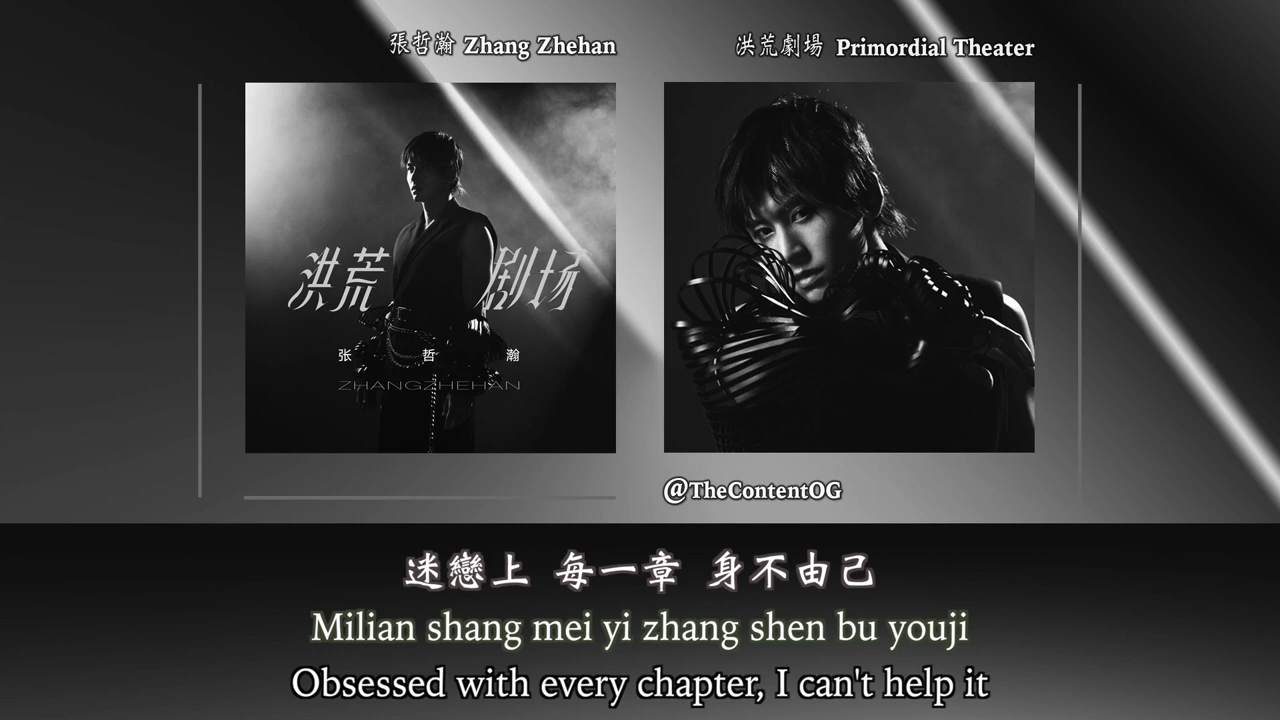 張哲瀚 Zhang Zhehan
洪荒劇場 Primordial Theater
洪荒 剧场
张 哲 瀚
ZHANGZHEHAN
@TheContentOG
迷戀上 每一章 身不由己
Milian shang mei yi zhang shen bu youji
Obsessed with every chapter, I can't help it